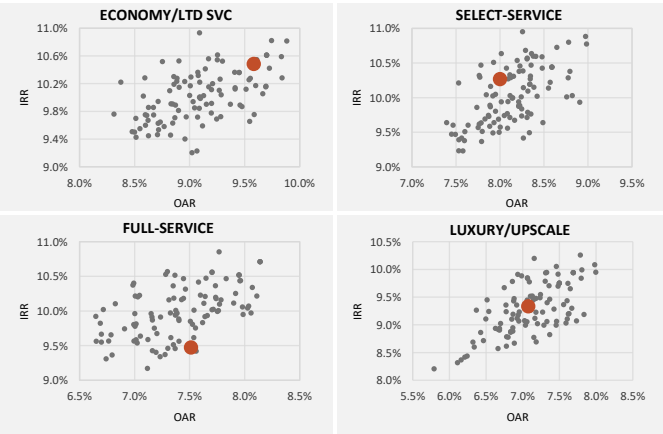 ECONOMY/LTD SVC
11.0%
10.6%
10.2%
9.8%
9.4%
9.0%
IRR
8.0% 8.5% 9.0% 9.5% 10.0%
OAR
SELECT-SERVICE
11.0%
10.5%
10.0%
9.5%
9.0%
IRR
7.0% 7.5% 8.0% 8.5% 9.0% 9.5%
OAR
FULL-SERVICE
11.0%
10.5%
10.0%
9.5%
9.0%
IRR
6.5% 7.0% 7.5% 8.0% 8.5%
OAR
LUXURY/UPSCALE
10.5%
10.0%
9.5%
9.0%
8.5%
8.0%
IRR
5.5% 6.0% 6.5% 7.0% 7.5% 8.0% 8.5%
OAR